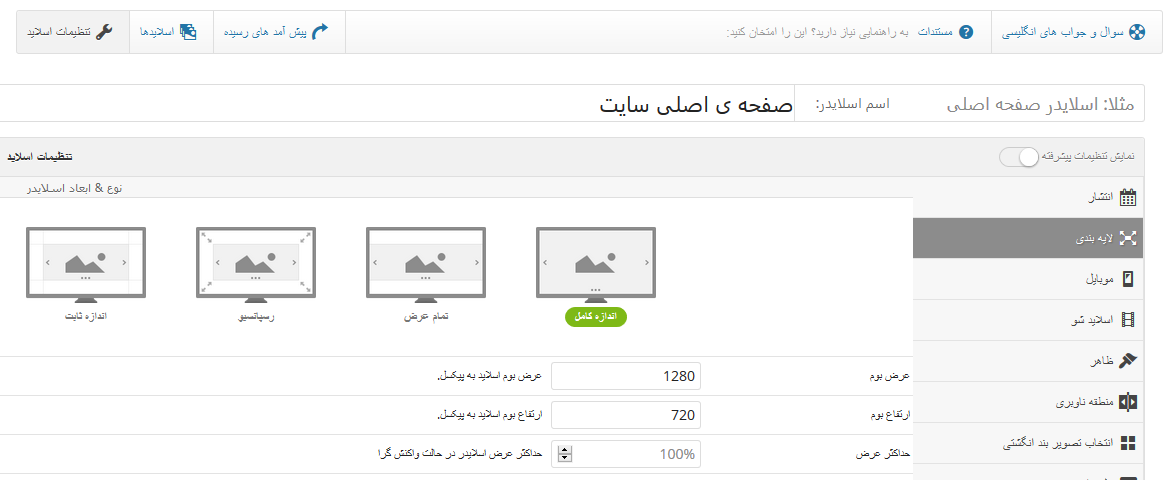 سوال و جواب های انگلیسی
مستندات به راهنمایی نیاز دارید؟ این را امتحان کنید:
پیش آمد های رسیده
اسلایدها
تنظیمات اسلاید
مثلا: اسلایدر صفحه اصلی
اسم اسلایدر:
صفحه ی اصلی سایت
نمایش تنظیمات پیشرفته
تنظیمات اسلاید
انتشار
لایه بندی
موبایل
اسلاید شو
ظاهر
منطقه ناوبری
انتخاب تصویر بند انگشتی
نوع & ابعاد اسلایدر
اندازه کامل
تمام عرض
رسپانسیو
اندازه ثابت
عرض بوم 1280 عرض بوم اسلاید به پیکسل.
ارتفاع بوم 720 ارتفاع بوم اسلاید به پیکسل.
حداکثر عرض 100% حداکثر عرض اسلایدر در حالت واکنش گرا